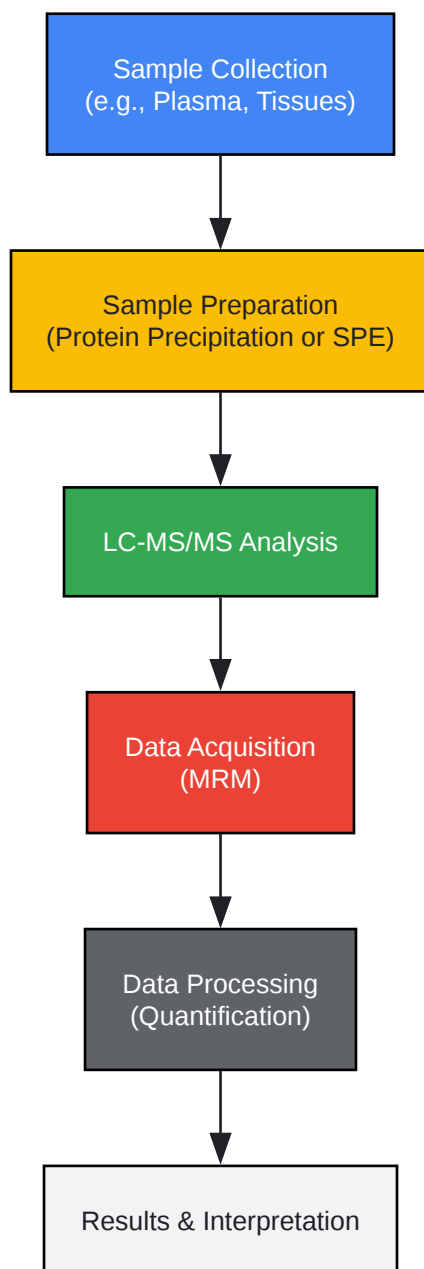 Sample Collection
(e.g., Plasma, Tissues)
Sample Preparation
(Protein Precipitation or SPE)
LC-MS/MS Analysis
Data Acquisition
(MRM)
Data Processing
(Quantification)
Results & Interpretation